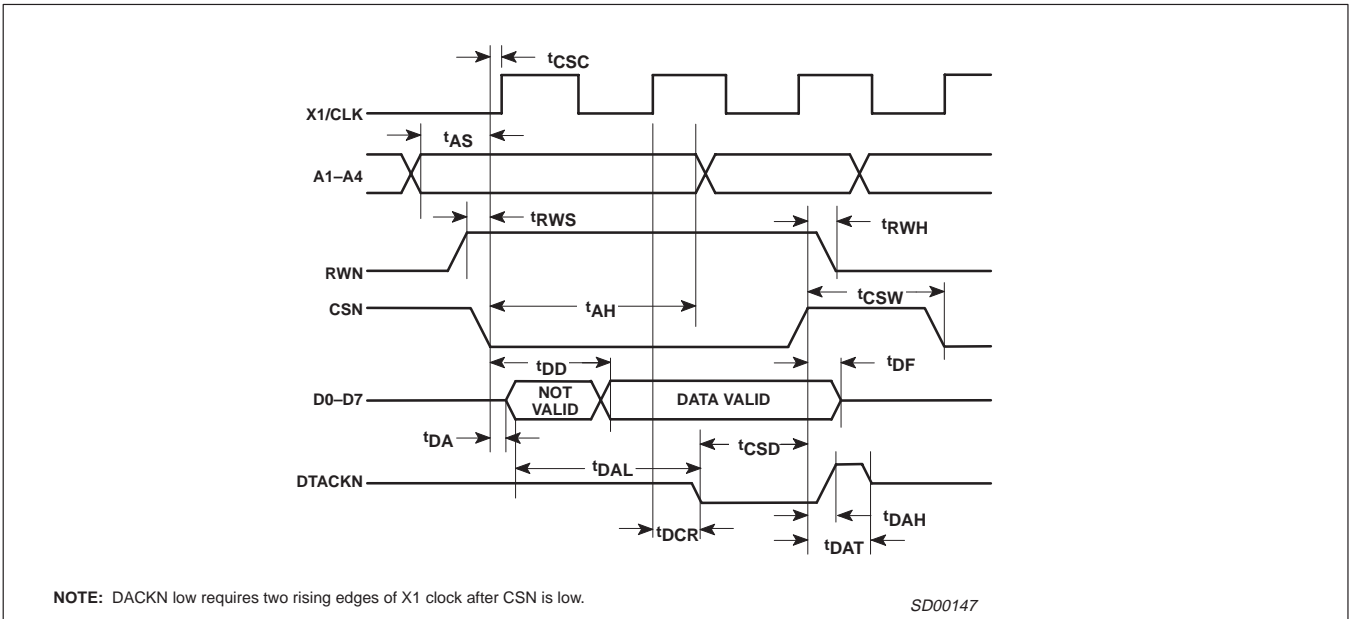 tCSC
X1/CLK
tAS
A1–A4
tRWS
tRWH
RWN
tCSW
CSN
tAH
tDD
tDF
D0–D7
NOT
VALID
DATA VALID
tDA
tCSD
tDAL
DTACKN
tDCR
tDAH
tDAT
NOTE: DACKN low requires two rising edges of X1 clock after CSN is low.
SD00147